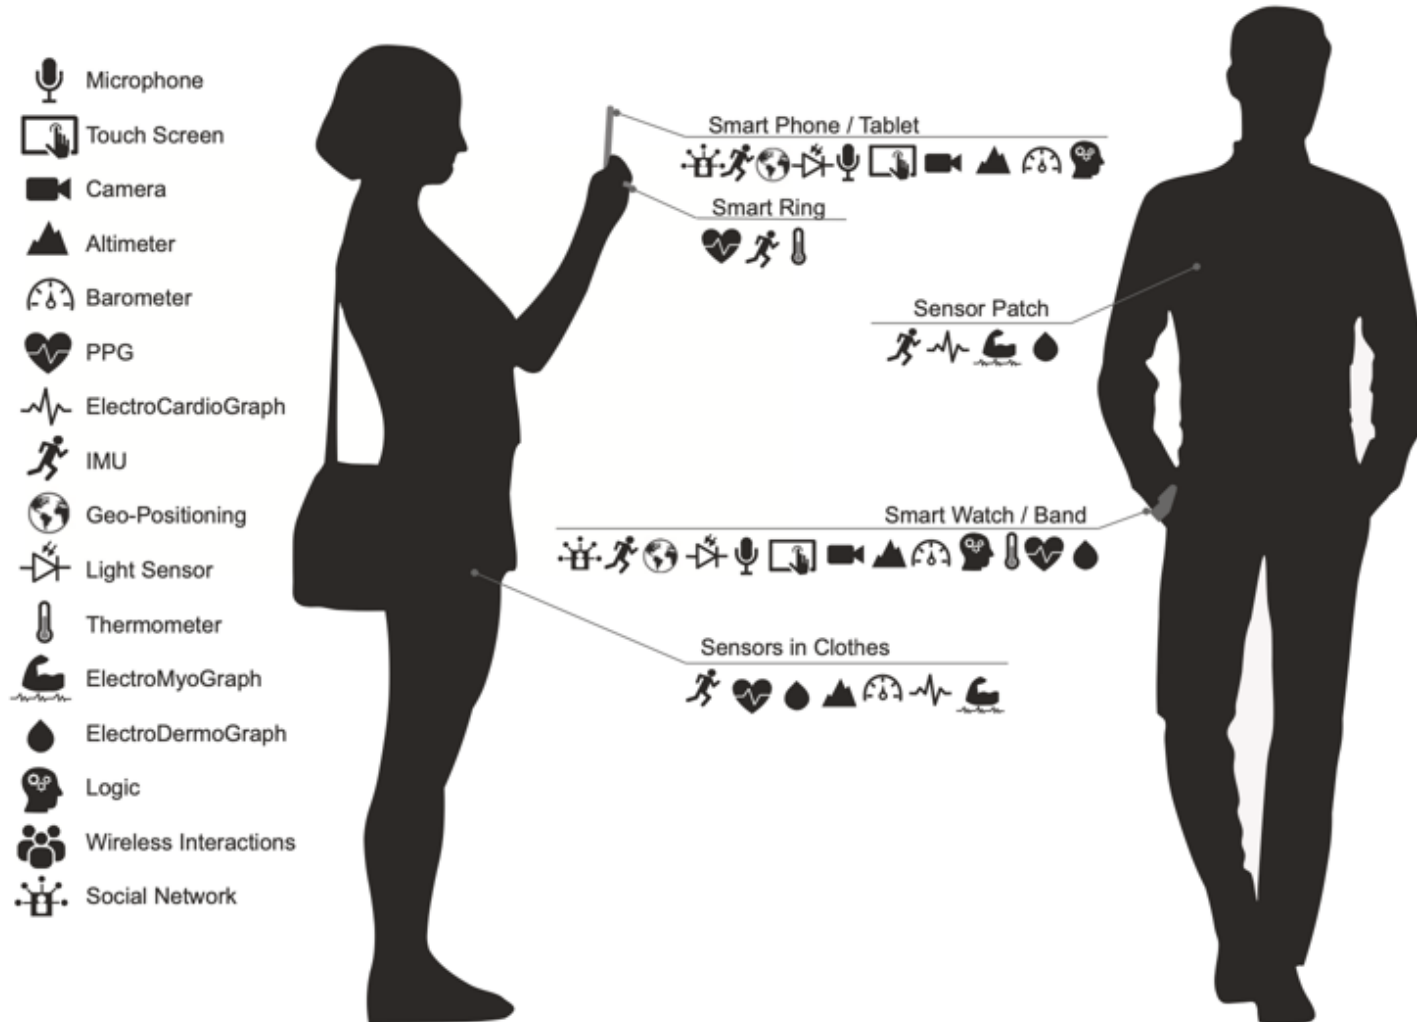 Microphone
Touch Screen
Camera
Altimeter
Barometer
PPG
ElectroCardioGraph
IMU
Geo-Positioning
Light Sensor
Thermometer
ElectroMyoGraph
ElectroDermoGraph
Logic
Wireless Interactions
Social Network
Smart Phone / Tablet
Smart Ring
Sensor Patch
Smart Watch / Band
Sensors in Clothes